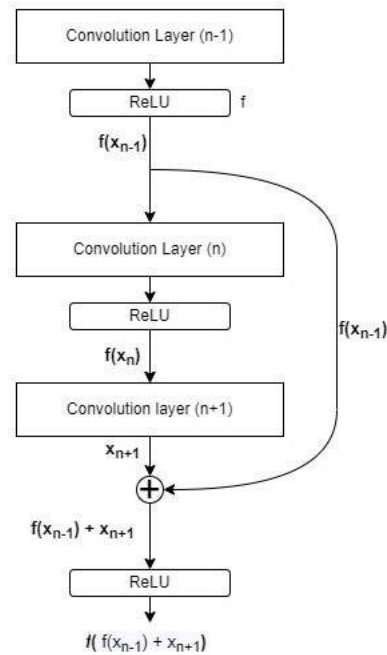 Convolution Layer (n-1)
ReLU f
f(xₙ₋₁)
Convolution Layer (n)
ReLU
f(xₙ₋₁)
f(xₙ)
Convolution layer (n+1)
xₙ₊₁
+
f(xₙ₋₁) + xₙ₊₁
ReLU
f( f(xₙ₋₁) + xₙ₊₁)